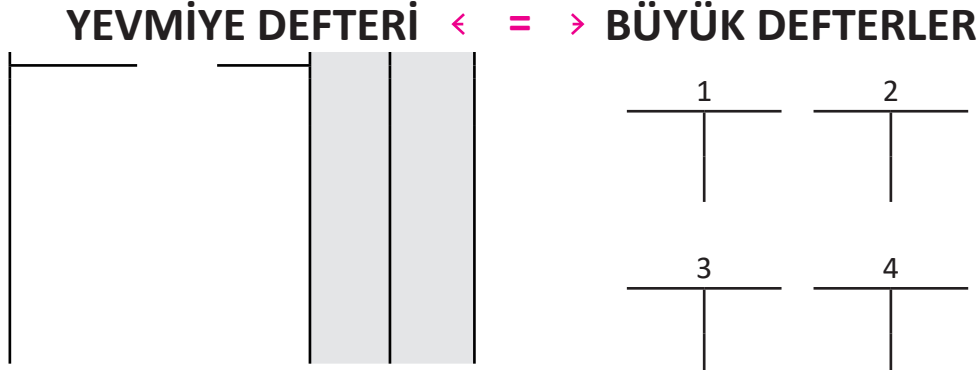 YEVMİYE DEFTERİ < = > BÜYÜK DEFTERLER
1 2
3 4